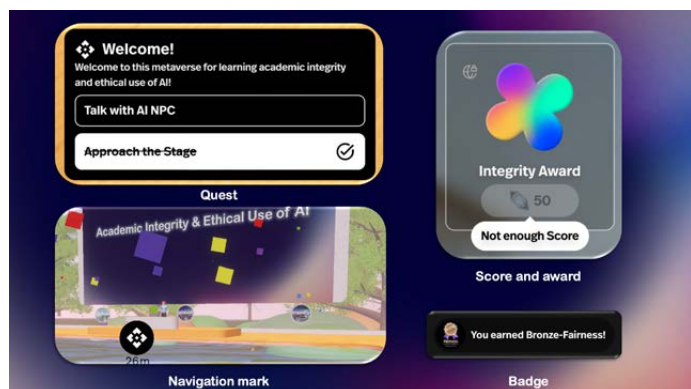 Welcome!
Welcome to this metaverse for learning academic integrity
and ethical use of AI!
Talk with AI NPC
Approach the Stage
Quest
Academic Integrity & Ethical Use of AI
26m
Navigation mark
Integrity Award
50
Not enough Score
Score and award
You earned Bronze-Fairness!
Badge